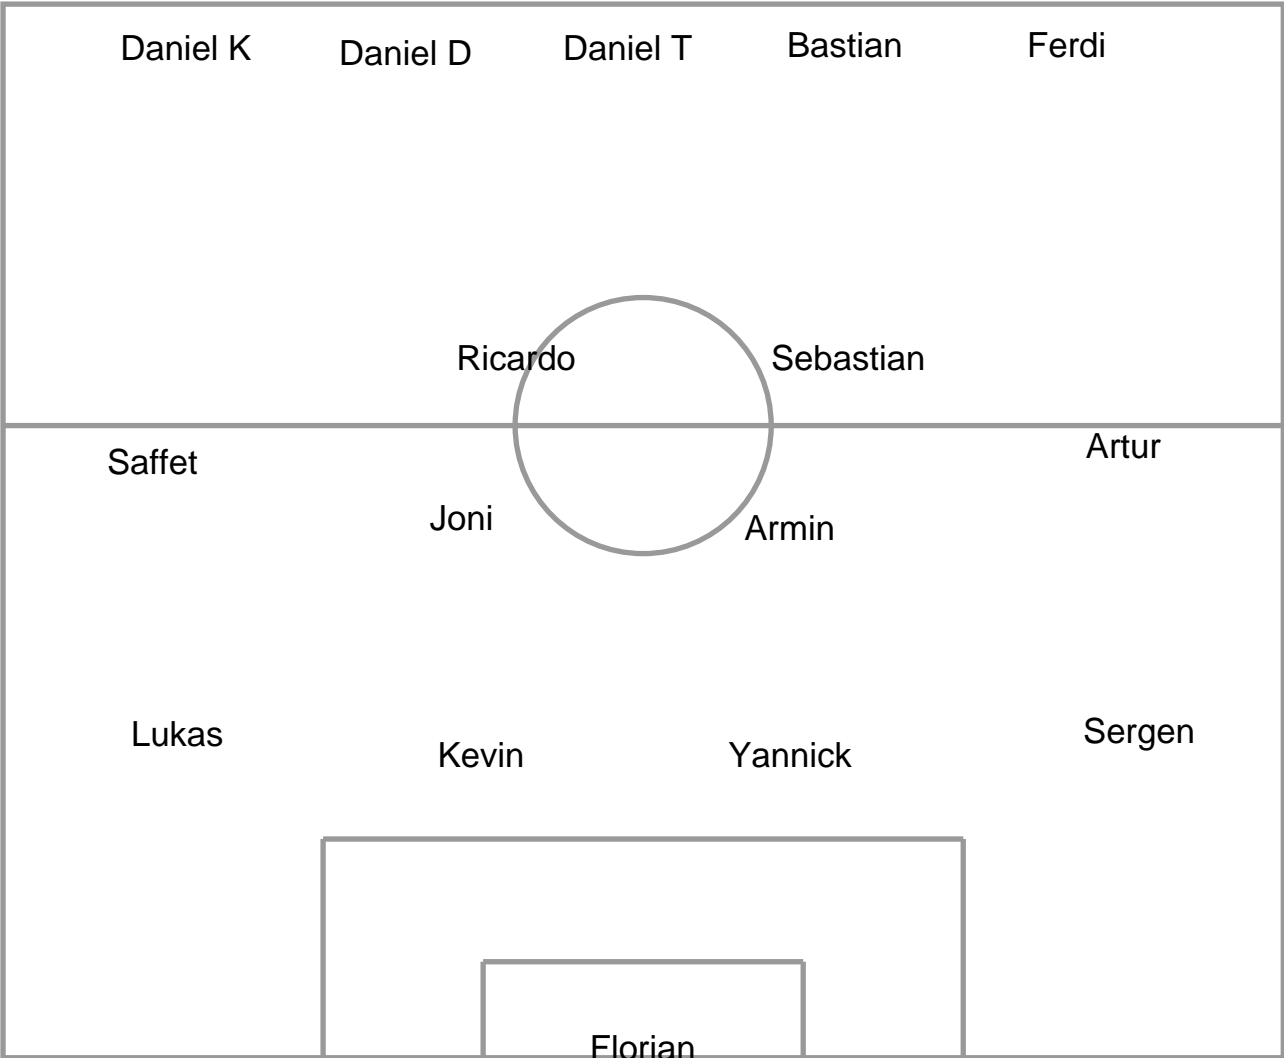 Daniel K Daniel D Daniel T Bastian Ferdi
Ricardo Sebastian
Saffet Artur
Joni Armin
Lukas Sergen
Kevin Yannick
Florian